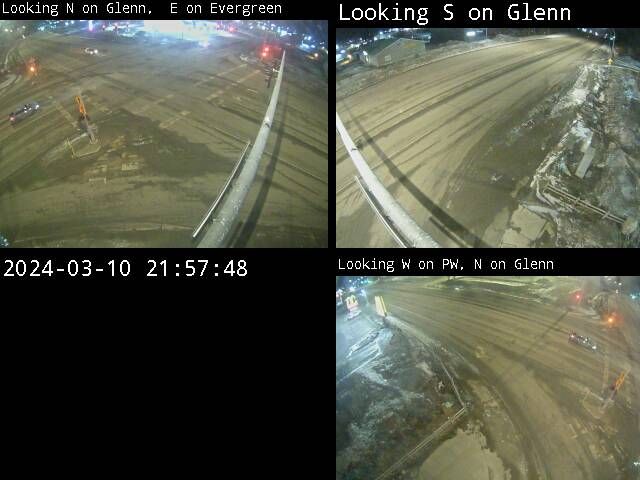 Looking N on Glenn,  E on Evergreen
Looking S on Glenn
2024-03-10 21:57:48
Looking W on PW, N on Glenn